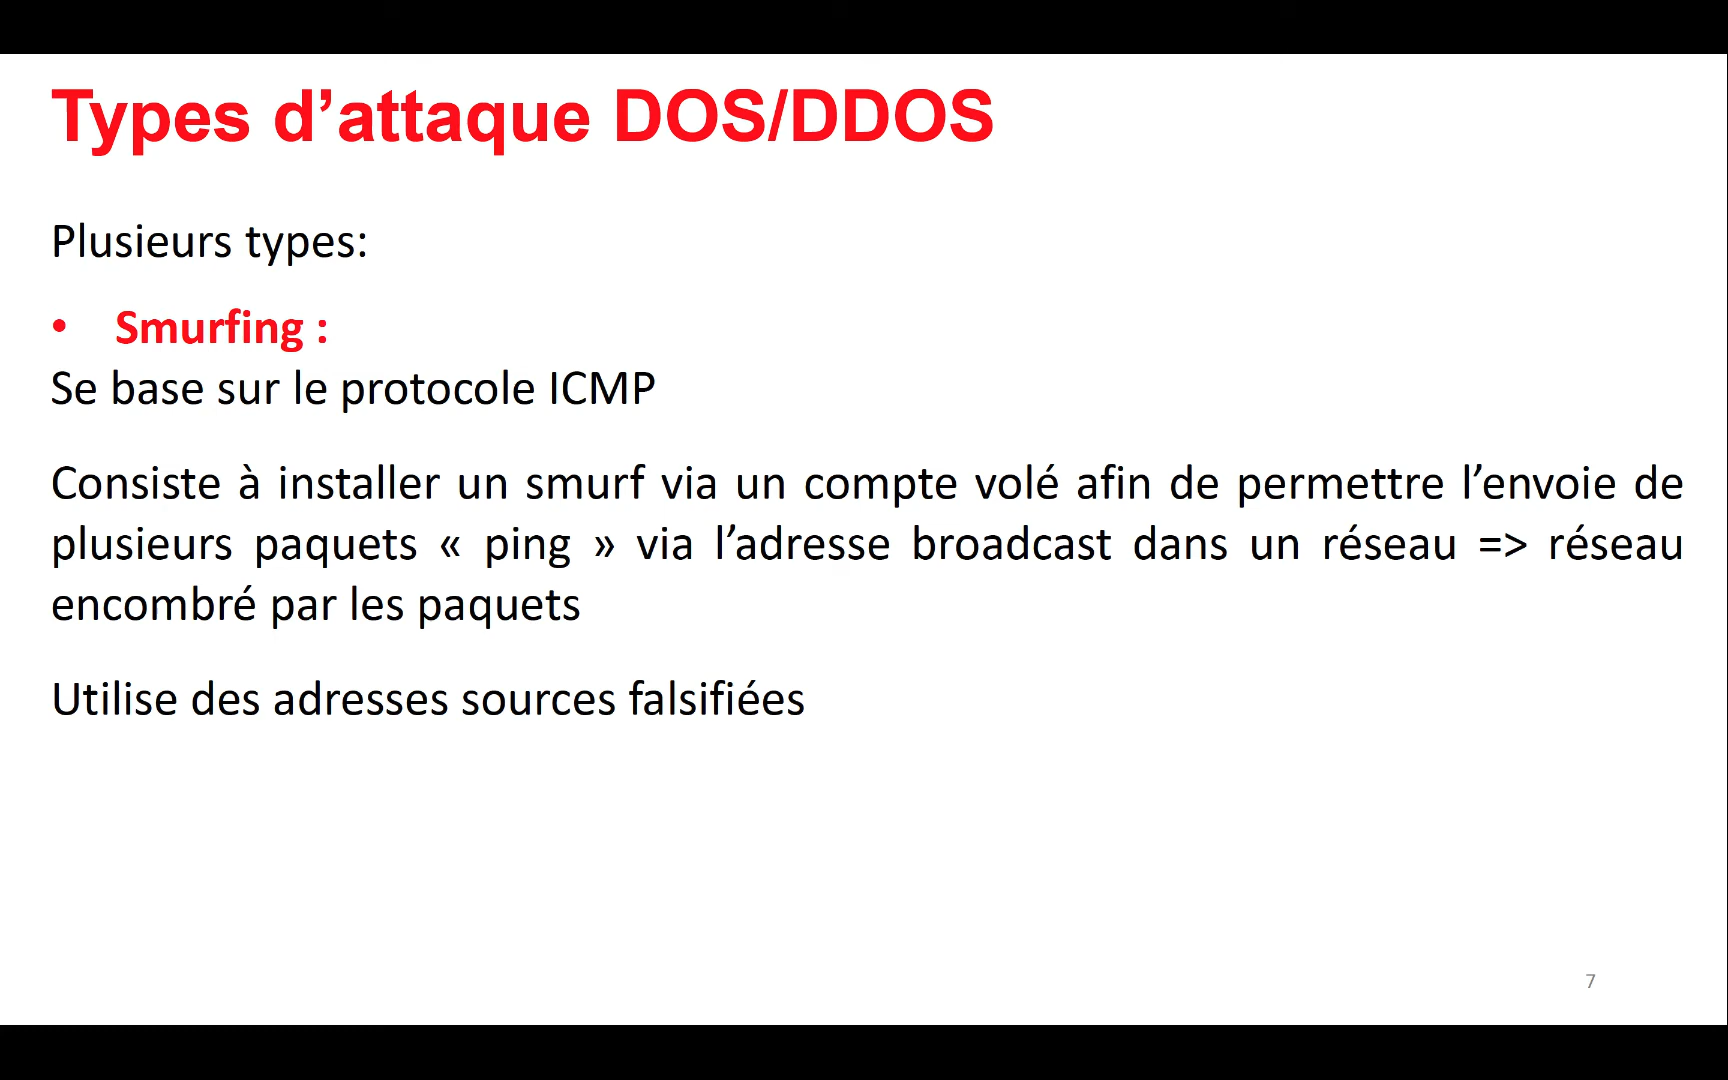 Types d’attaque DOS/DDOS
Plusieurs types:
• Smurfing :
Se base sur le protocole ICMP
Consiste à installer un smurf via un compte volé afin de permettre l’envoie de
plusieurs paquets « ping » via l’adresse broadcast dans un réseau => réseau
encombré par les paquets
Utilise des adresses sources falsifiées
7